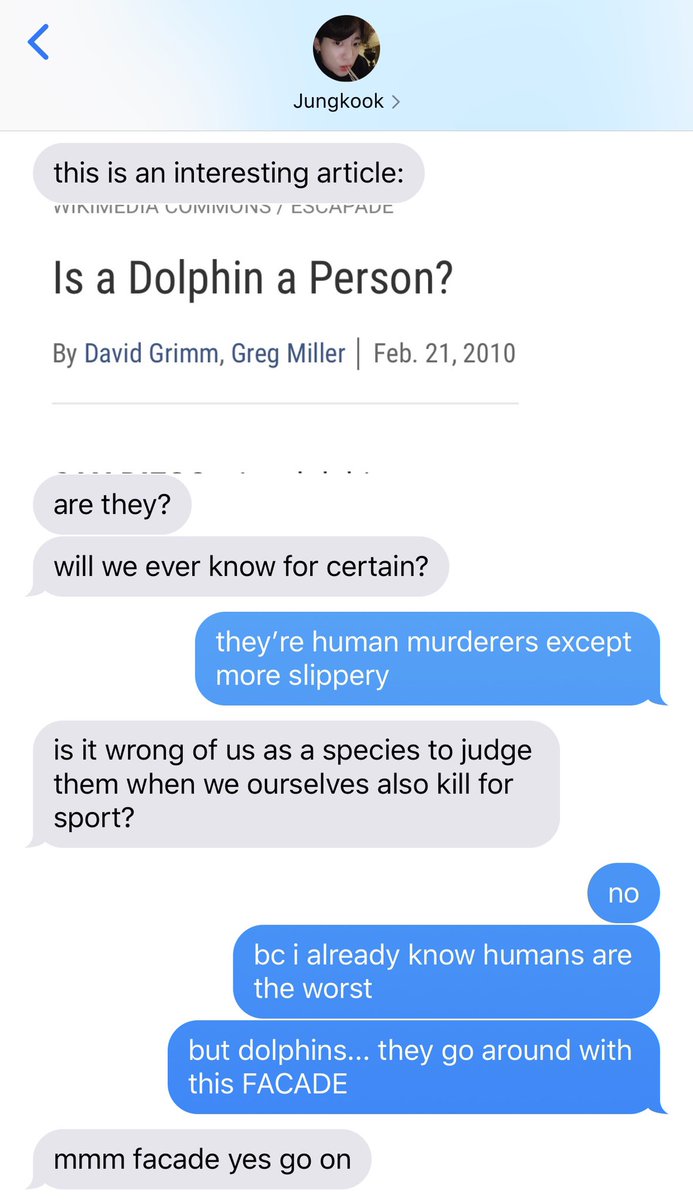 Jungkook
this is an interesting article:
WIKIMEDIA COMMONS / ESCAPADE
Is a Dolphin a Person?
By David Grimm, Greg Miller | Feb. 21, 2010
are they?
will we ever know for certain?
they’re human murderers except
more slippery
is it wrong of us as a species to judge
them when we ourselves also kill for
sport?
no
bc i already know humans are
the worst
but dolphins... they go around with
this FACADE
mmm facade yes go on